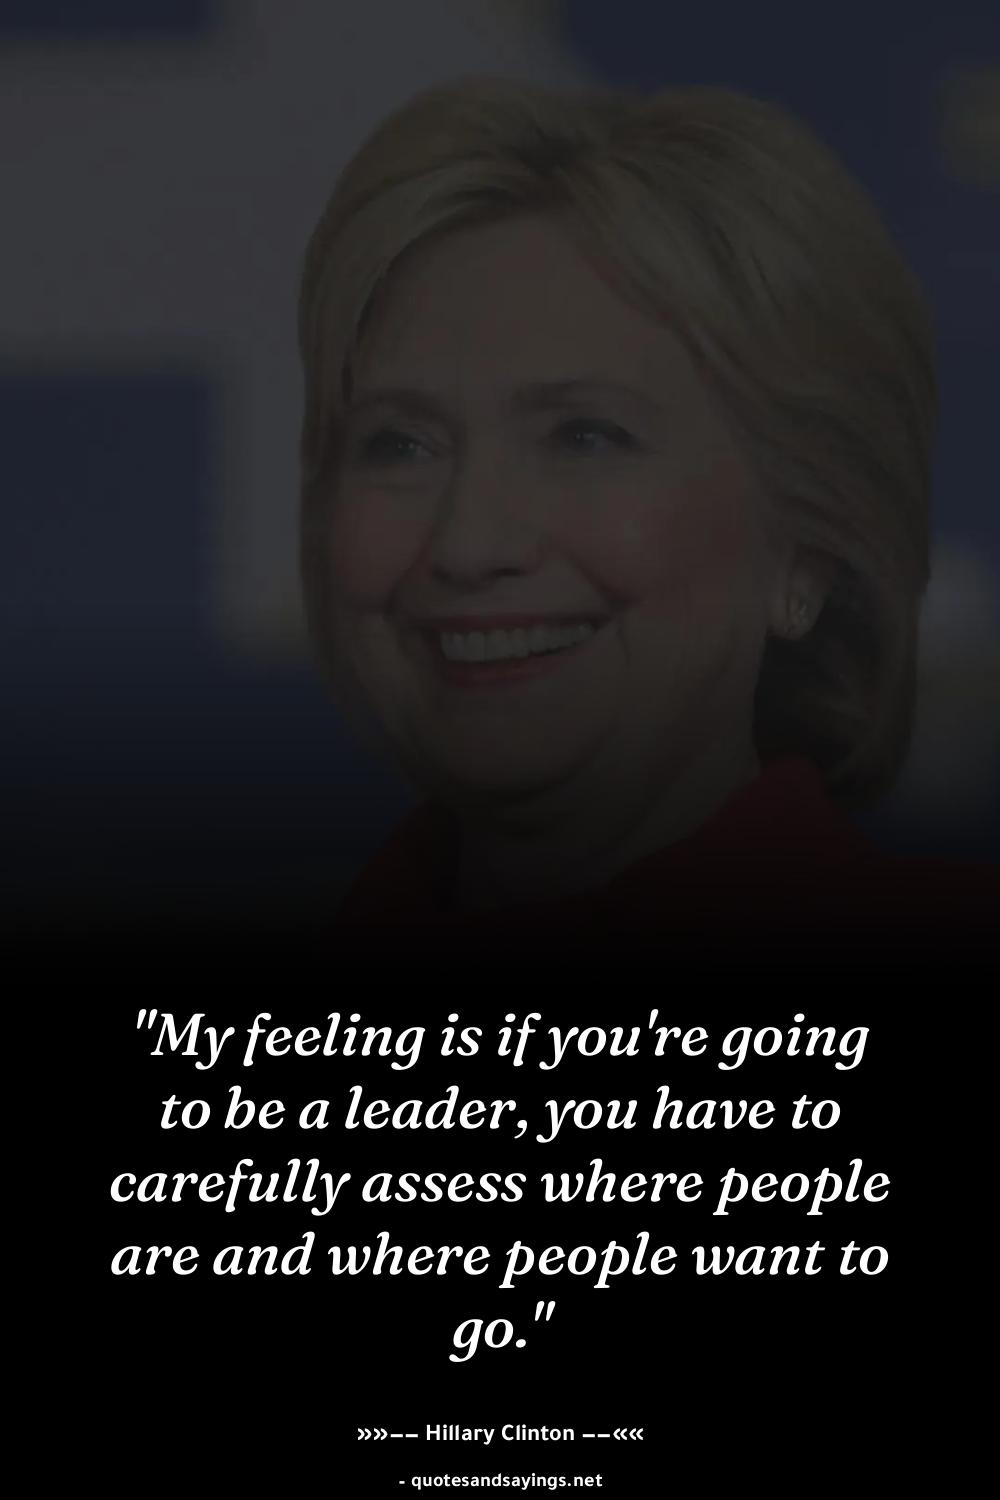 "My feeling is if you're going
to be a leader, you have to
carefully assess where people
are and where people want to
go."
»»–– Hillary Clinton ––««
- quotesandsayings.net